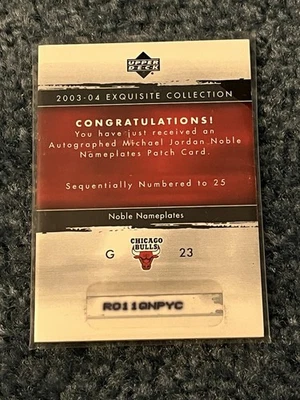 UPPER DECK
2003-04 EXQUISITE COLLECTION
CONGRATULATIONS!
You have just received an
Autographed Michael Jordan Noble
Nameplates Patch Card.
Sequentially Numbered to 25
Noble Nameplates
G
CHICAGO
BULLS
23
RD11GNPYC